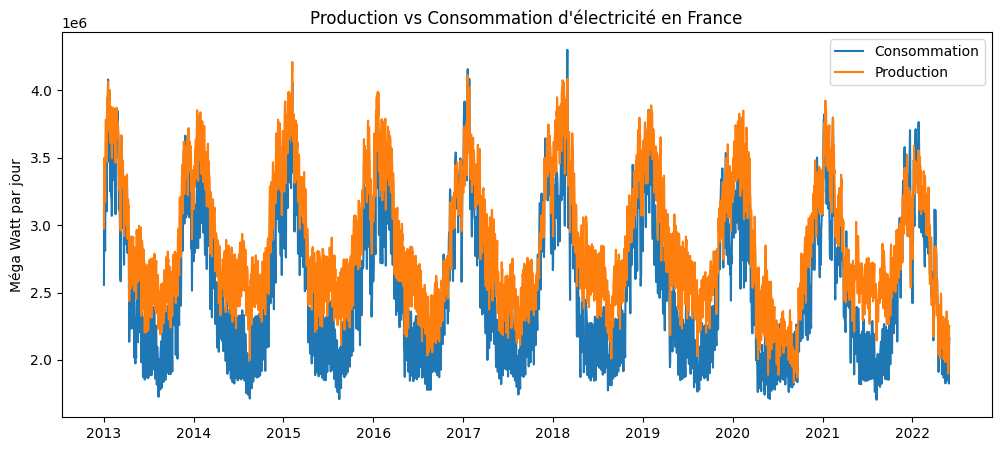 Production vs Consommation d'électricité en France
1e6
Consommation
Production
4.0
3.5
3.0
2.5
2.0
Méga Watt par jour
2013 2014 2015 2016 2017 2018 2019 2020 2021 2022